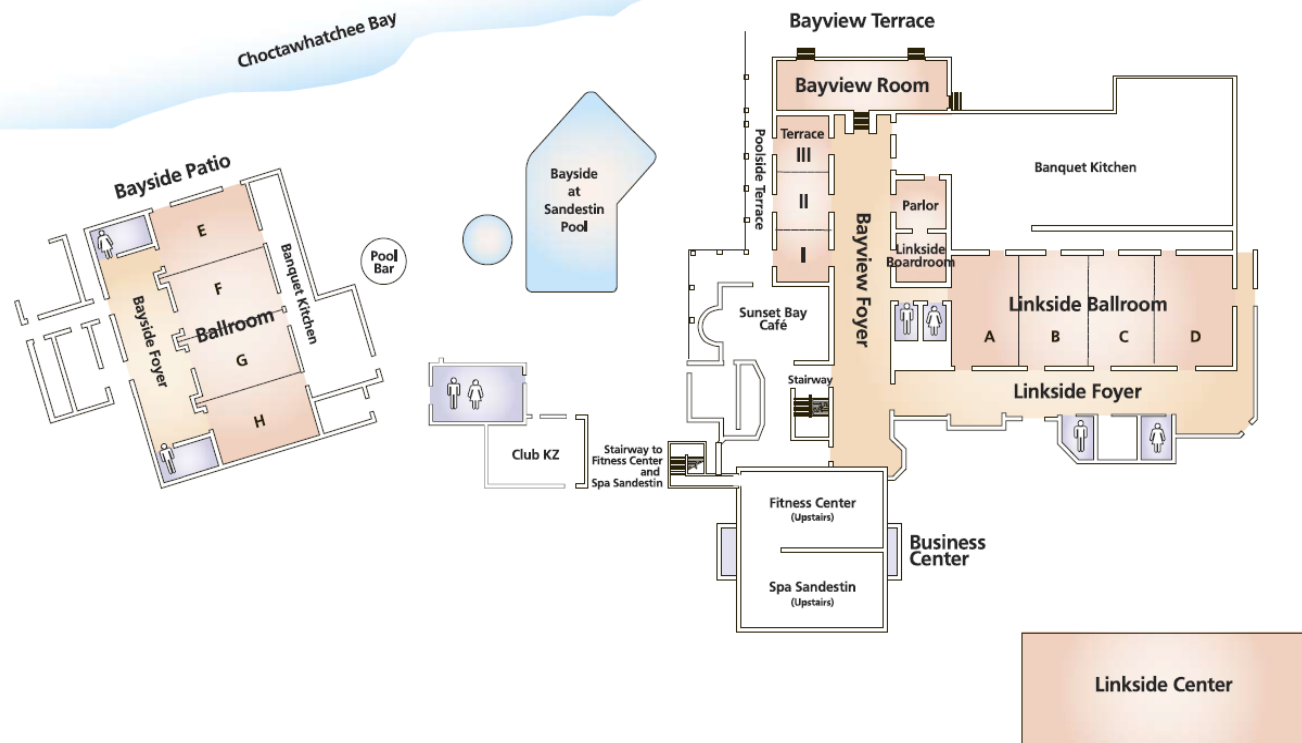 Choctawhatchee Bay
Bayview Terrace
Bayview Room
Terrace
III
II
I
Poolside Terrace
Bayview Foyer
Banquet Kitchen
Parlor
Linkside
Boardroom
Linkside Ballroom
A
B
C
D
Linkside Foyer
Bayside Patio
E
F
Ballroom
G
H
Bayside Foyer
Banquet Kitchen
Pool
Bar
Bayside
at
Sandestin
Pool
Sunset Bay
Café
Stairway
Club KZ
Stairway to
Fitness Center
and
Spa Sandestin
Fitness Center
(Upstairs)
Business
Center
Spa Sandestin
(Upstairs)
Linkside Center